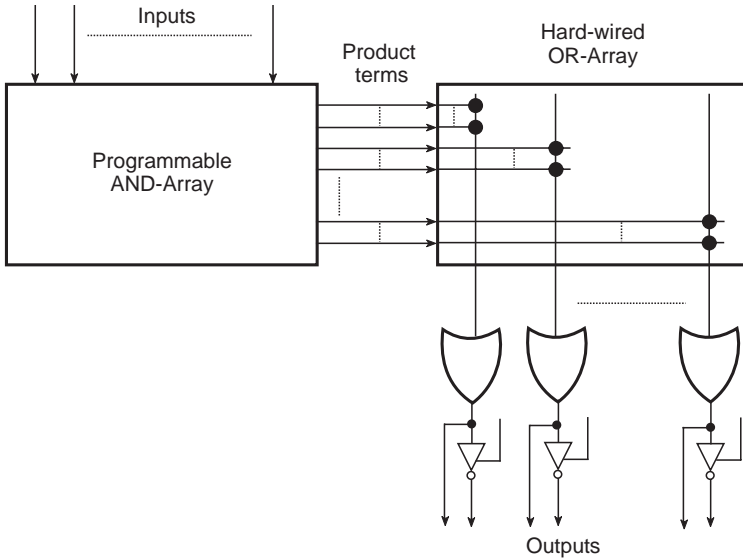 Inputs
Product
terms
Hard-wired
OR-Array
Programmable
AND-Array
Outputs